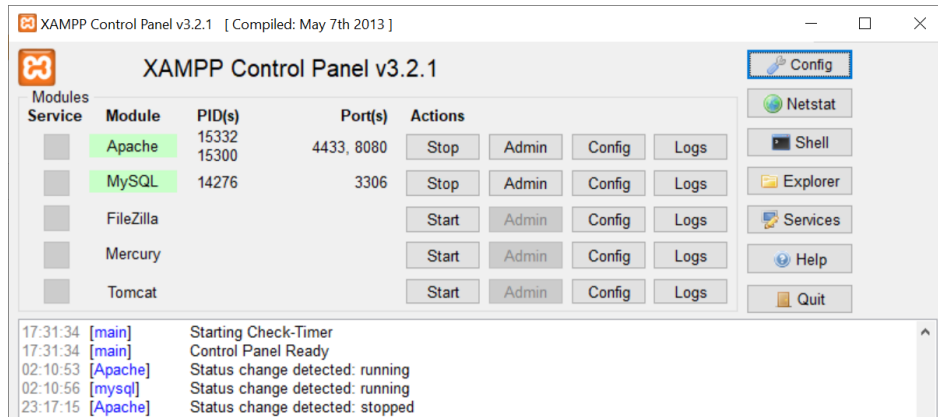 XAMPP Control Panel v3.2.1 [ Compiled: May 7th 2013 ]
XAMPP Control Panel v3.2.1
Config
Modules
Service Module PID(s) Port(s) Actions
Netstat
Apache 15332 15300 4433, 8080 Stop Admin Config Logs
Shell
MySQL 14276 3306 Stop Admin Config Logs
Explorer
FileZilla Start Admin Config Logs
Services
Mercury Start Admin Config Logs
Help
Tomcat Start Admin Config Logs
Quit
17:31:34 [main] Starting Check-Timer
17:31:34 [main] Control Panel Ready
02:10:53 [Apache] Status change detected: running
02:10:56 [mysql] Status change detected: running
23:17:15 [Apache] Status change detected: stopped